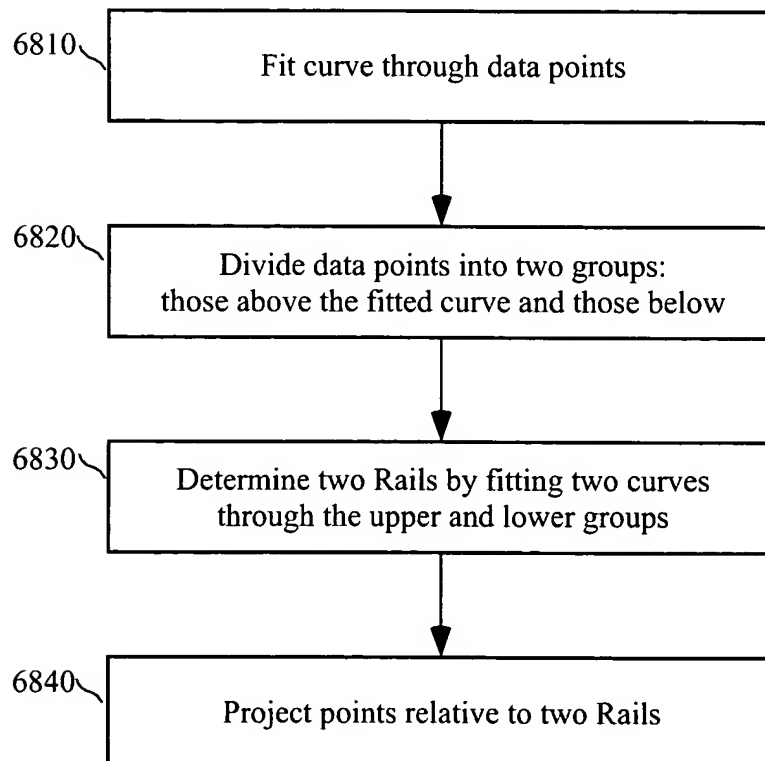 6810
Fit curve through data points
6820
Divide data points into two groups:
those above the fitted curve and those below
6830
Determine two Rails by fitting two curves
through the upper and lower groups
6840
Project points relative to two Rails